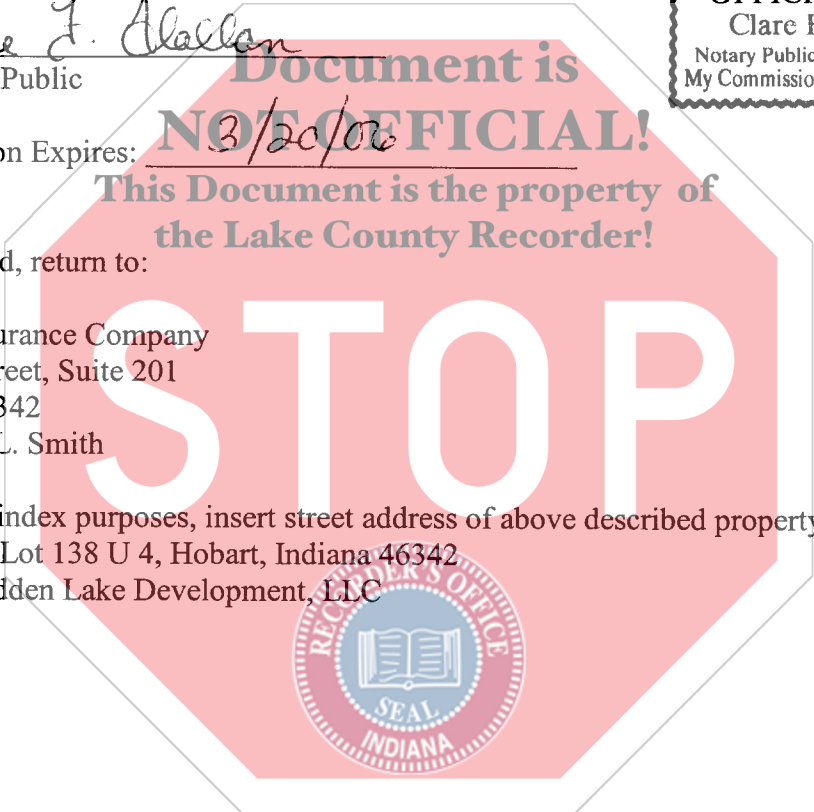 OFFICI
Clare F
Notary Public
My Commissio
F.
Public
on Expires: 3/20/06
Document is
NOT OFFICIAL!
This Document is the property of
the Lake County Recorder!
d, return to:
urance Company
reet, Suite 201
342
L. Smith
STOP
index purposes, insert street address of above described property
Lot 138 U 4, Hobart, Indiana 46342
dden Lake Development, LLC
RECORDER'S OFFICE
SEAL
INDIANA